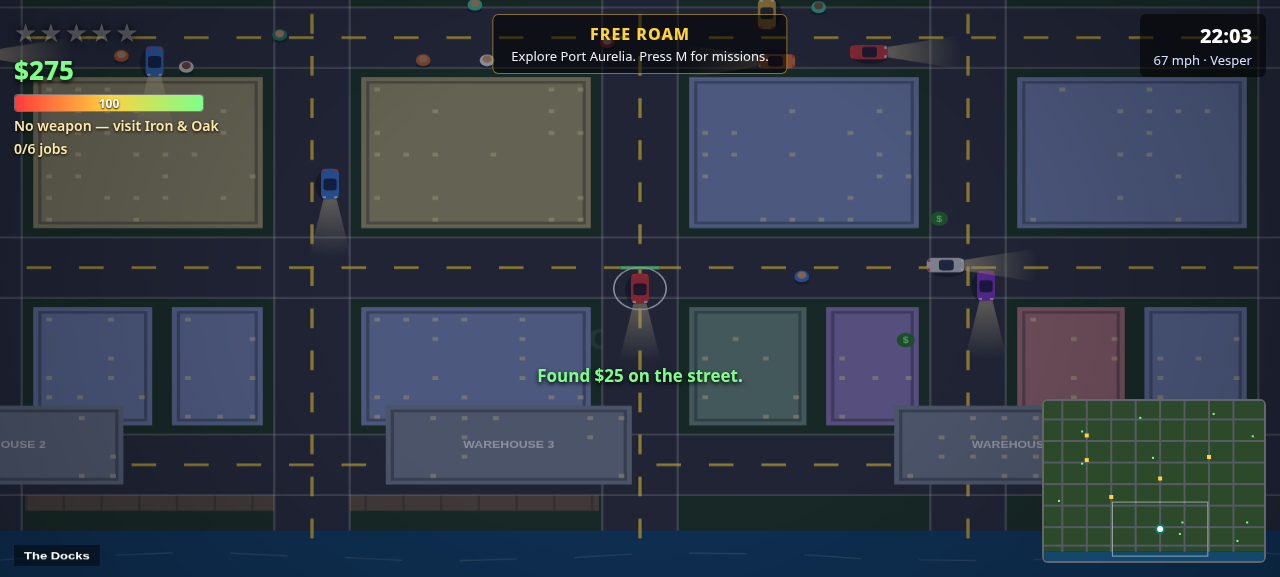 FREE ROAM
Explore Port Aurelia. Press M for missions.
22:03
67 mph · Vesper
$275
100
No weapon — visit Iron & Oak
0/6 jobs
$
$
Found $25 on the street.
OUSE 2
WAREHOUSE 3
WAREHOUS
The Docks